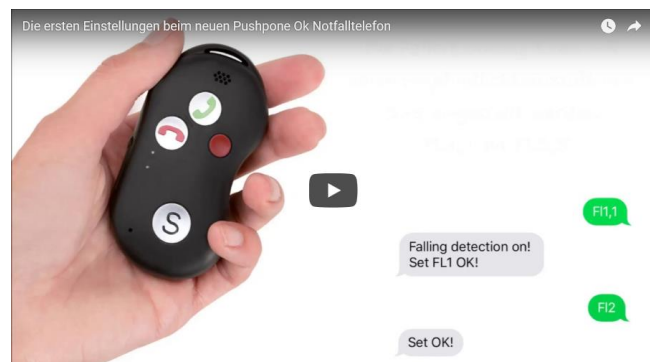 Die ersten Einstellungen beim neuen Pushpone Ok Notfalltelefon
S
Fl1,1
Falling detection on!
Set FL1 OK!
Fl2
Set OK!